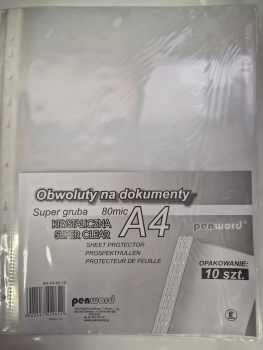 Obwoluty na dokumenty
Super gruba 80mic
KRYSTALICZNA
SUPER CLEAR
A4
SHEET PROTECTOR
PROSPEKTHULLEN
PROTECTEUR DE FEUILLE
penword
OPAKOWANIE:
10 szt.
penword